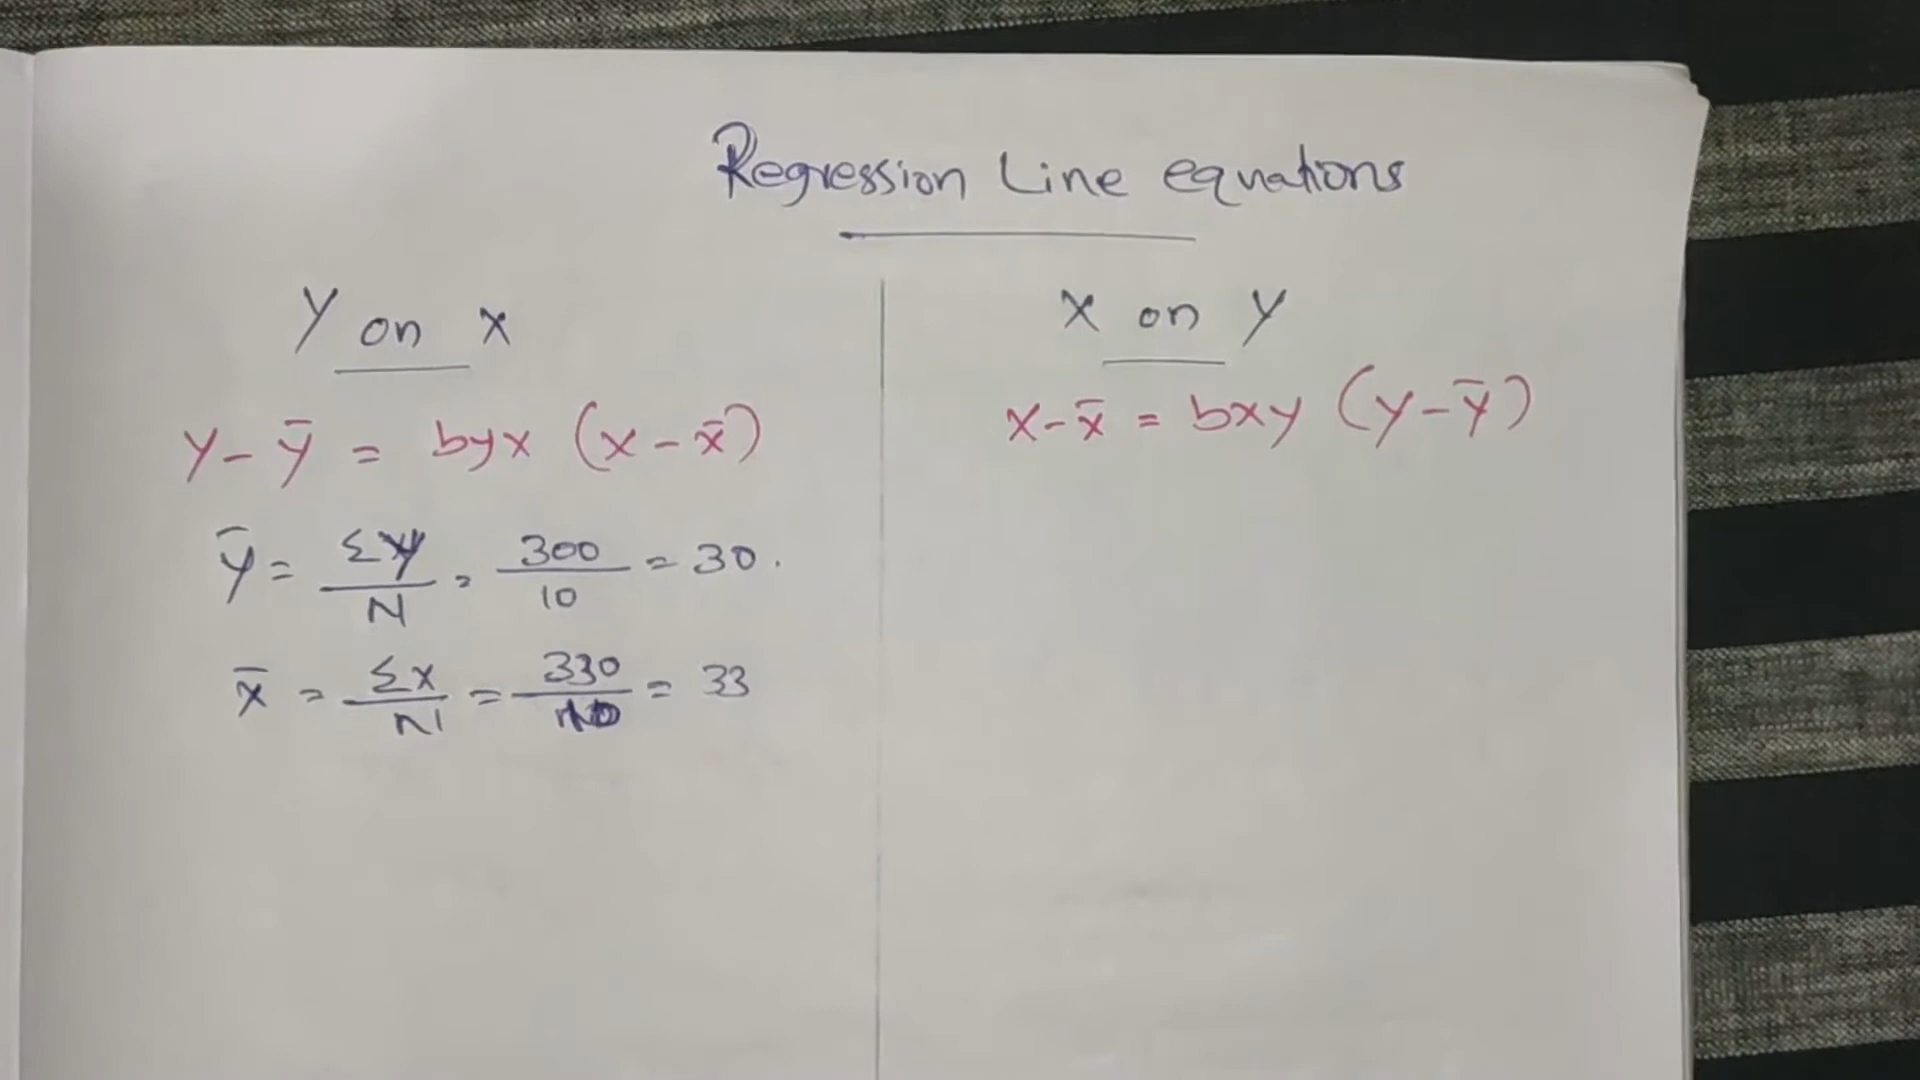 Regression Line equations
Y on X
y - ȳ = byx (x - x̄)
ȳ = Σy / N = 300 / 10 = 30.
x̄ = Σx / N = 330 / 10 = 33
X on Y
x - x̄ = bxy (y - ȳ)